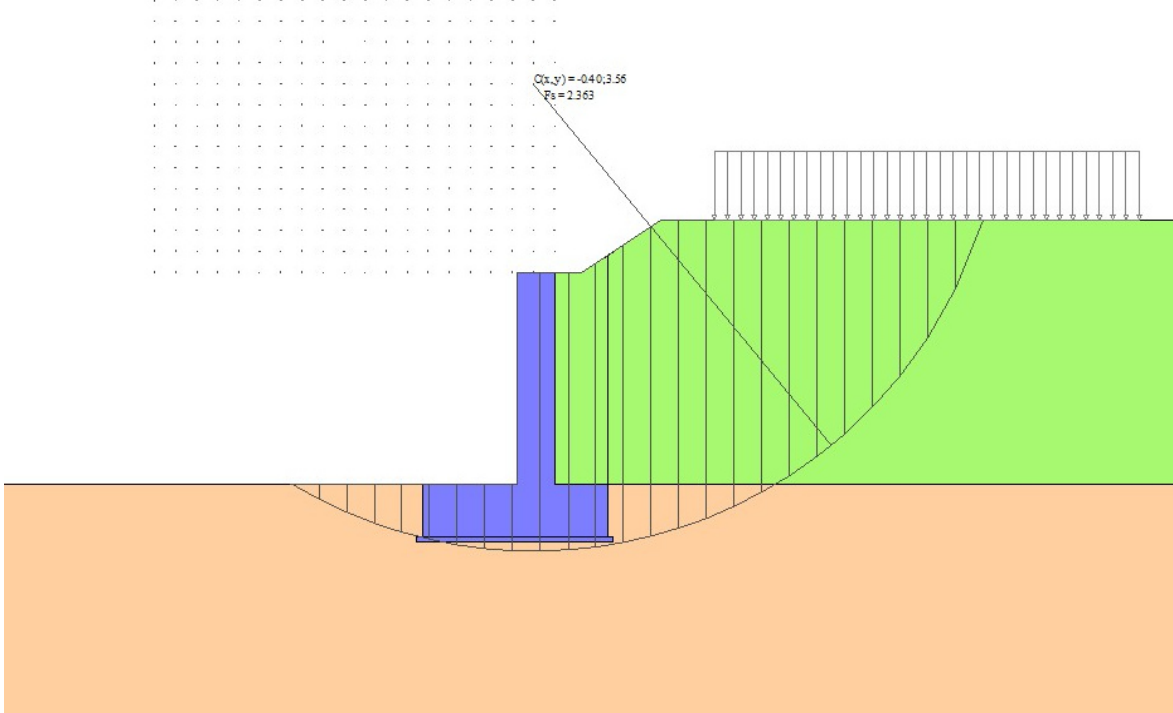 C(x,y) = -0.40;3.56
Fs = 2.363